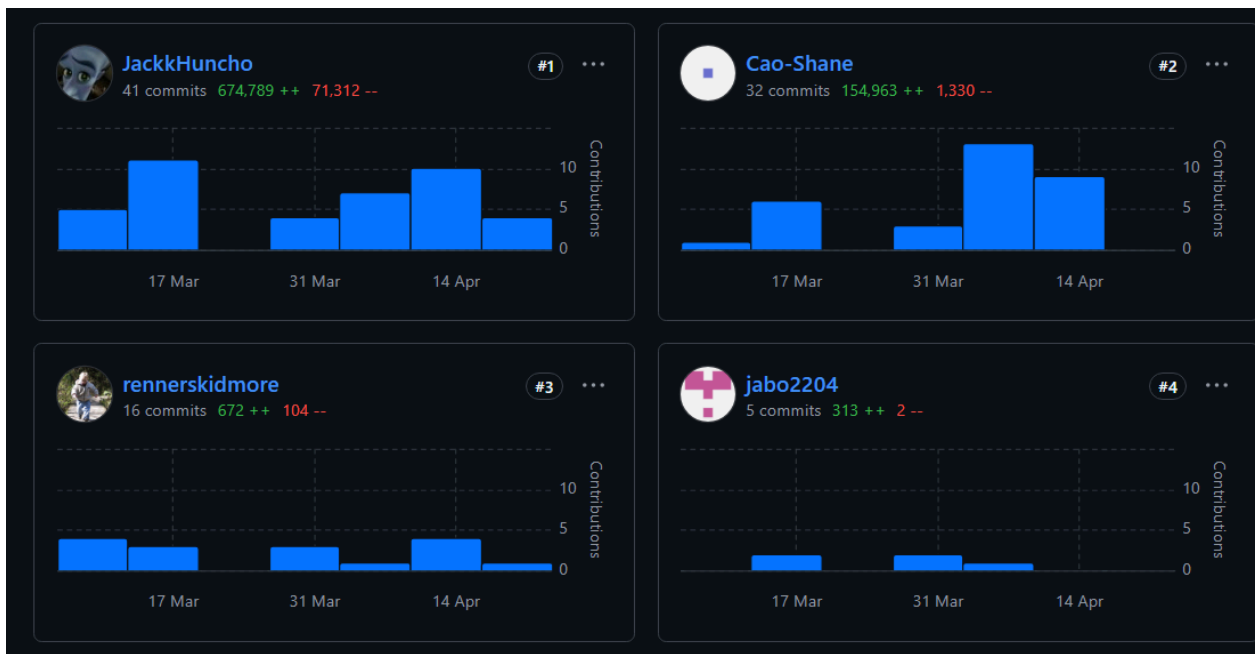 JackkHuncho
#1
41 commits 674,789 ++ 71,312 --
10
5
0
Contributions
17 Mar 31 Mar 14 Apr
Cao-Shane
#2
32 commits 154,963 ++ 1,330 --
10
5
0
Contributions
17 Mar 31 Mar 14 Apr
rennerskidmore
#3
16 commits 672 ++ 104 --
10
5
0
Contributions
17 Mar 31 Mar 14 Apr
jabo2204
#4
5 commits 313 ++ 2 --
10
5
0
Contributions
17 Mar 31 Mar 14 Apr